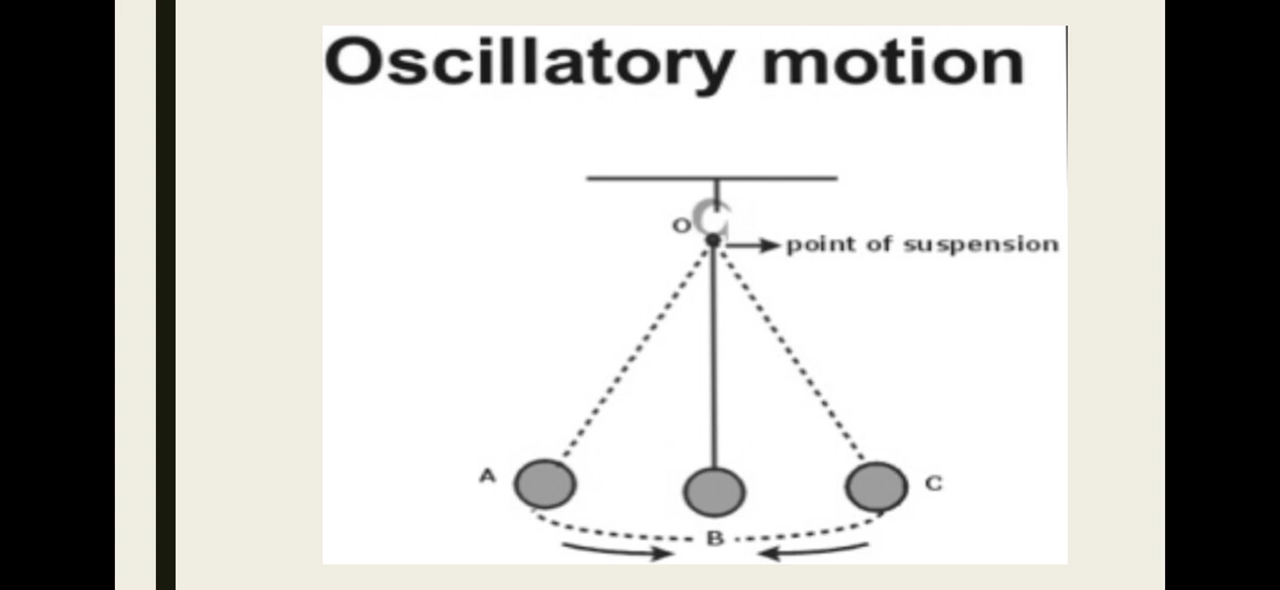 Oscillatory motion
O
point of suspension
A
C
B